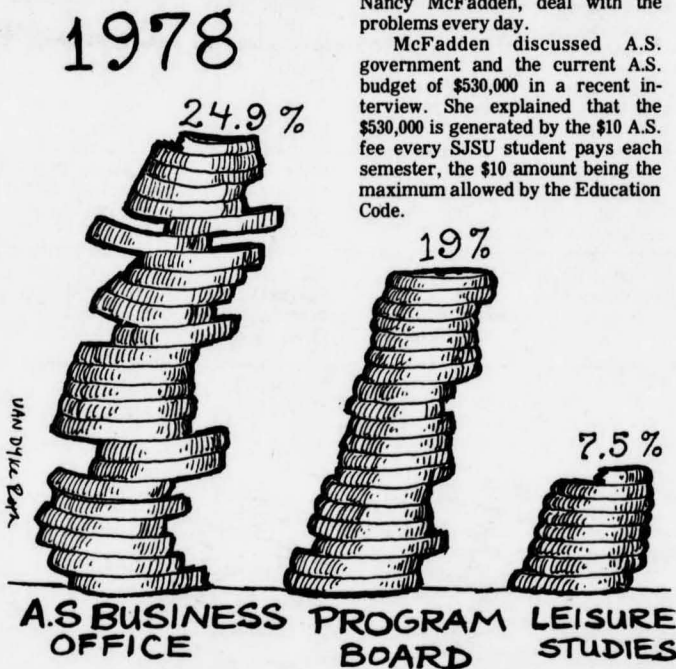 Nancy McFadden, deal with the
problems every day.
McFadden discussed A.S.
government and the current A.S.
budget of $530,000 in a recent in-
terview. She explained that the
$530,000 is generated by the $10 A.S.
fee every SJSU student pays each
semester, the $10 amount being the
maximum allowed by the Education
Code.
1978
24.9 %
19%
7.5%
VAN DYKE
A.S BUSINESS
OFFICE
PROGRAM
BOARD
LEISURE
STUDIES